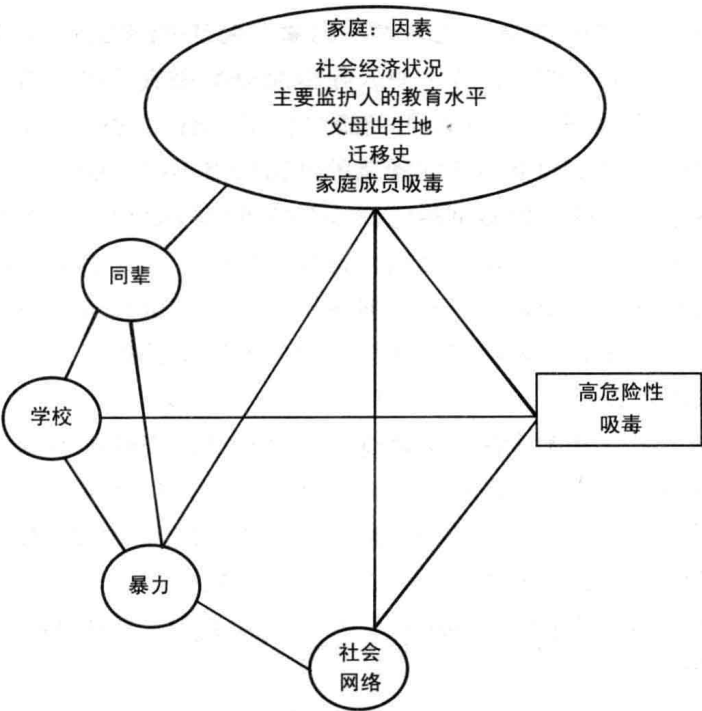 家庭：因素
社会经济状况
主要监护人的教育水平
父母出生地
迁移史
家庭成员吸毒
同辈
学校
高危险性
吸毒
暴力
社会
网络